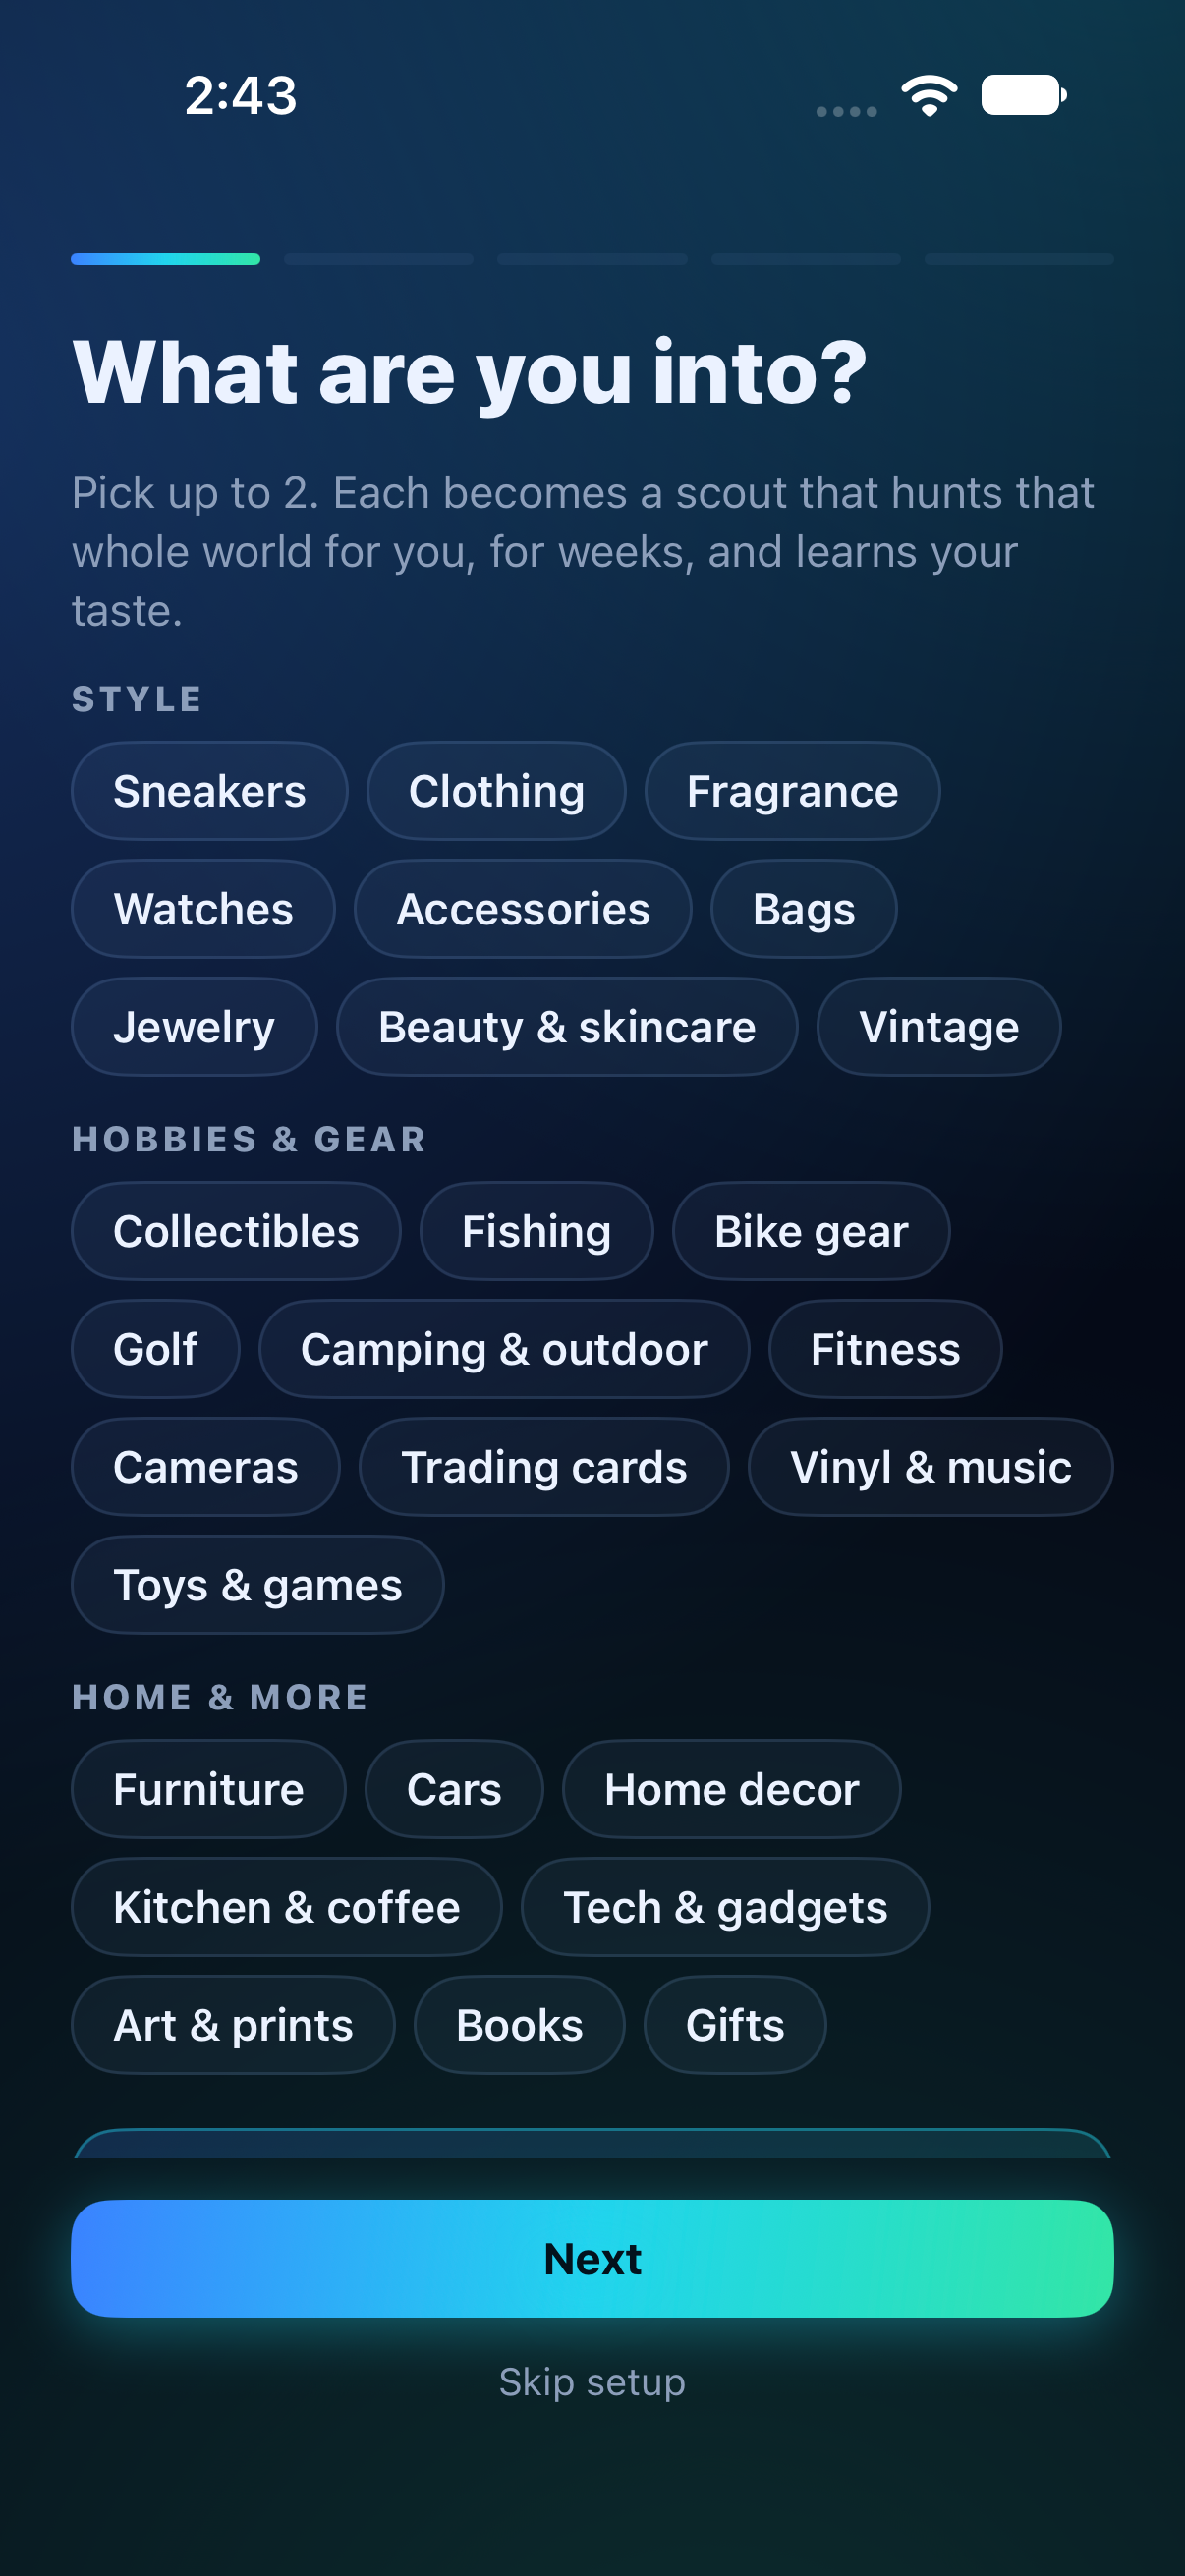 2:43
What are you into?
Pick up to 2. Each becomes a scout that hunts that
whole world for you, for weeks, and learns your
taste.
STYLE
Sneakers Clothing Fragrance
Watches Accessories Bags
Jewelry Beauty & skincare Vintage
HOBBIES & GEAR
Collectibles Fishing Bike gear
Golf Camping & outdoor Fitness
Cameras Trading cards Vinyl & music
Toys & games
HOME & MORE
Furniture Cars Home decor
Kitchen & coffee Tech & gadgets
Art & prints Books Gifts
Next
Skip setup